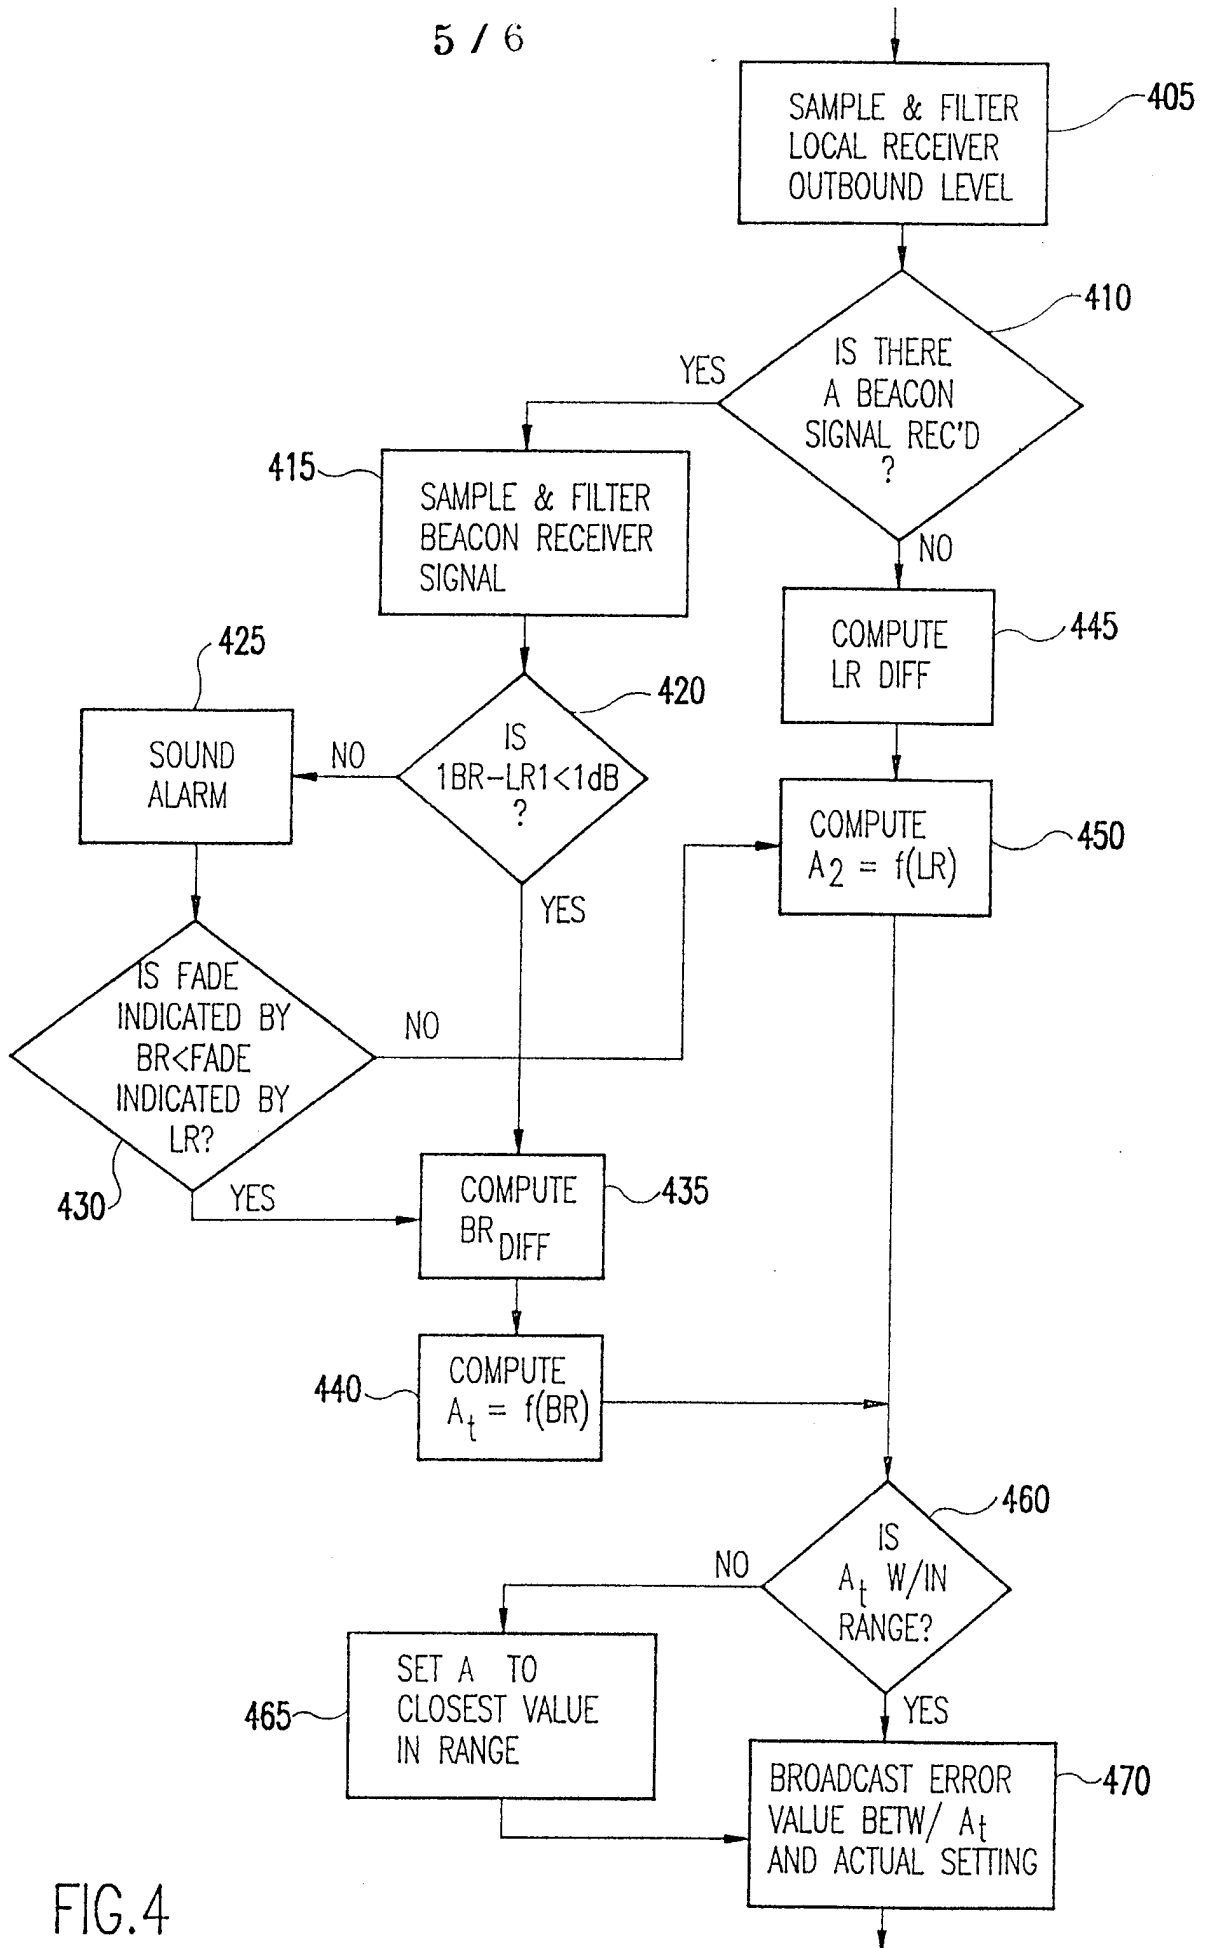 5 / 6
SAMPLE & FILTER
LOCAL RECEIVER
OUTBOUND LEVEL
405
410
IS THERE
A BEACON
SIGNAL REC'D
?
YES
NO
415
SAMPLE & FILTER
BEACON RECEIVER
SIGNAL
445
COMPUTE
LR DIFF
425
SOUND
ALARM
NO
420
IS
1BR-LR1<1dB
?
YES
450
COMPUTE
A2 = f(LR)
IS FADE
INDICATED BY
BR<FADE
INDICATED BY
LR?
NO
430
YES
COMPUTE
BR DIFF
435
440
COMPUTE
At = f(BR)
460
IS
At W/IN
RANGE?
NO
YES
465
SET A TO
CLOSEST VALUE
IN RANGE
BROADCAST ERROR
VALUE BETW/ At
AND ACTUAL SETTING
470
FIG.4